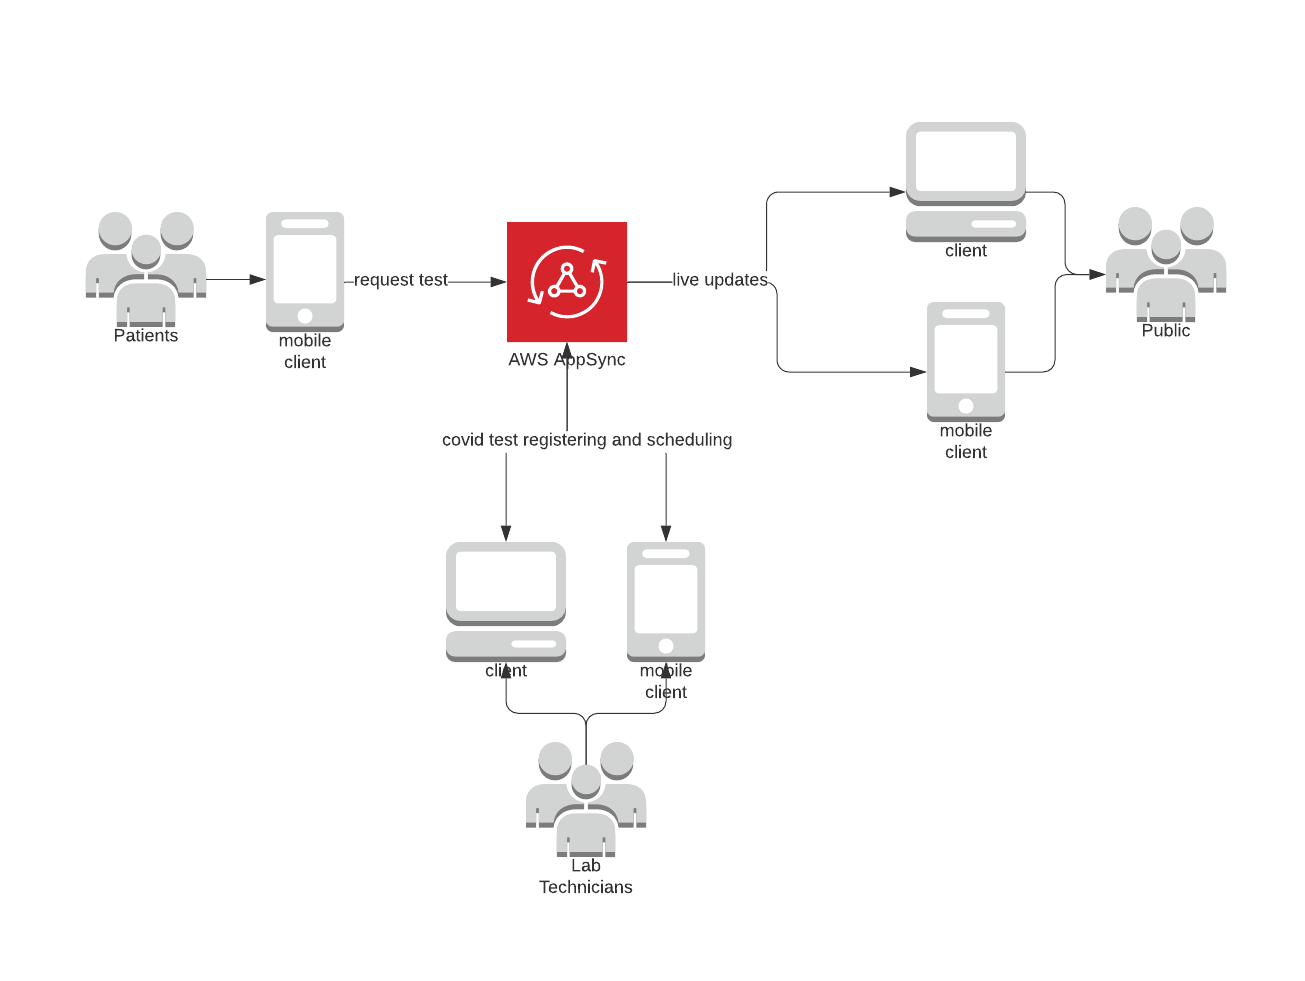 client
Patients
mobile
client
request test
AWS AppSync
live updates
Public
mobile
client
covid test registering and scheduling
client
mobile
client
Lab
Technicians